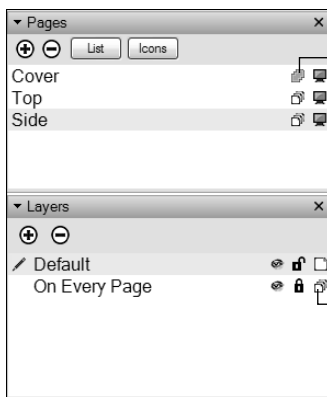 Pages
List Icons
Cover
Top
Side
Layers
Default
On Every Page